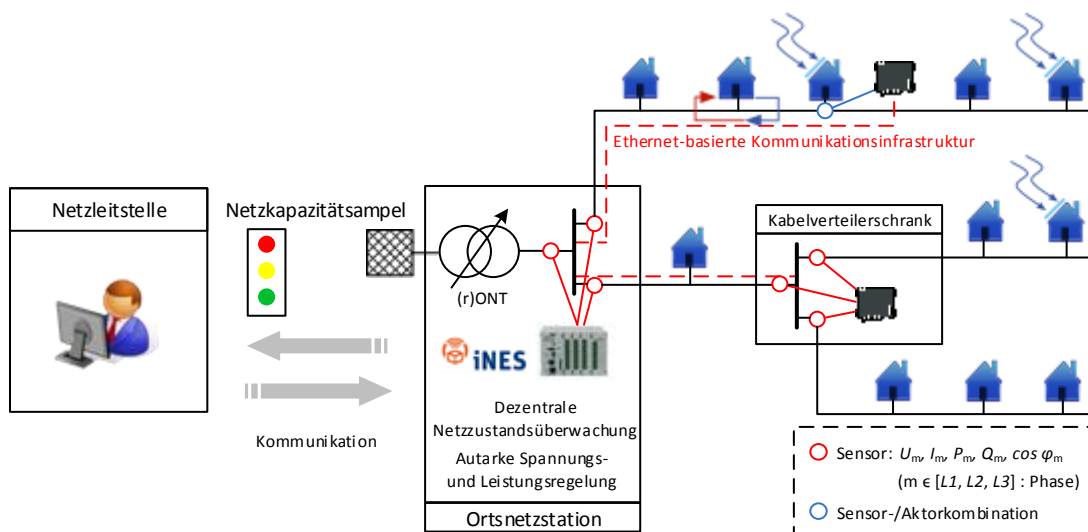 Ethernet-basierte Kommunikationsinfrastruktur
Netzleitstelle
Netzkapazitätsampel
Kabelverteilerschrank
(r)ONT
iNES
Dezentrale
Netzzustandsüberwachung
Autarke Spannungs-
und Leistungsregelung
Ortsnetzstation
Kommunikation
Sensor: Uₘ, Iₘ, Pₘ, Qₘ, cos φₘ
(m ϵ [L1, L2, L3] : Phase)
Sensor-/Aktorkombination